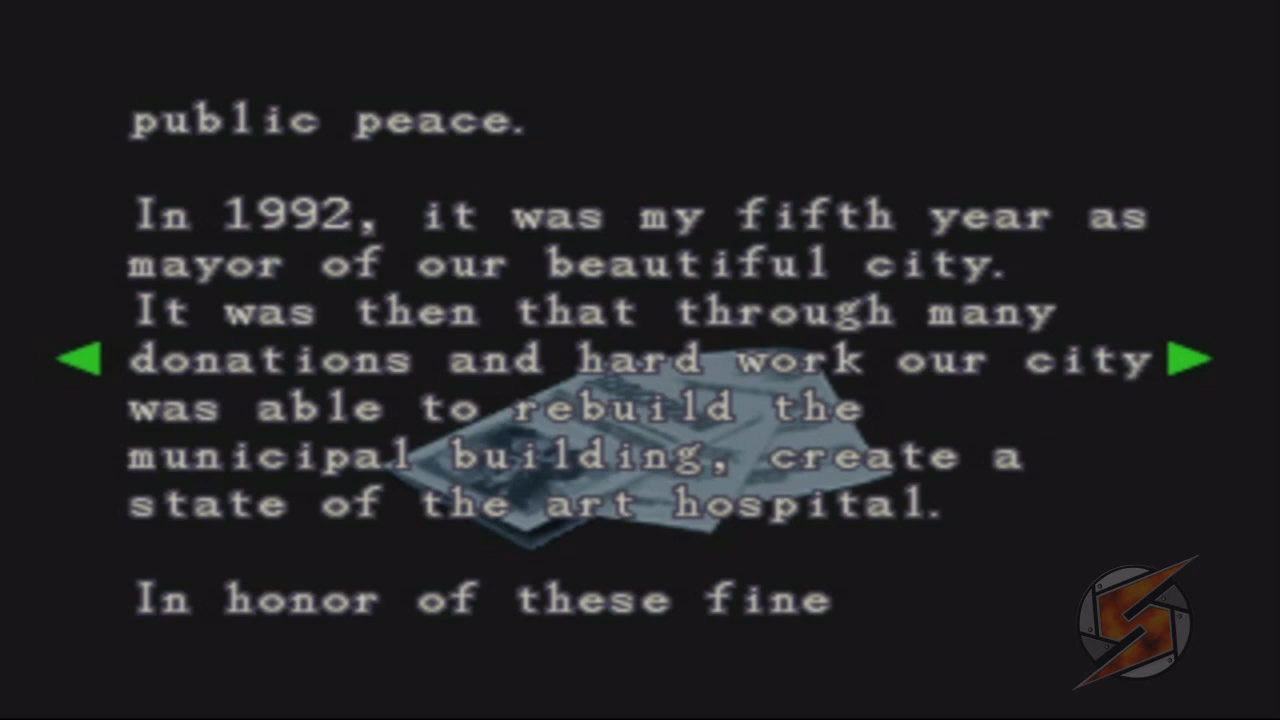 public peace.
In 1992, it was my fifth year as
mayor of our beautiful city.
It was then that through many
donations and hard work our city
was able to rebuild the
municipal building, create a
state of the art hospital.
In honor of these fine